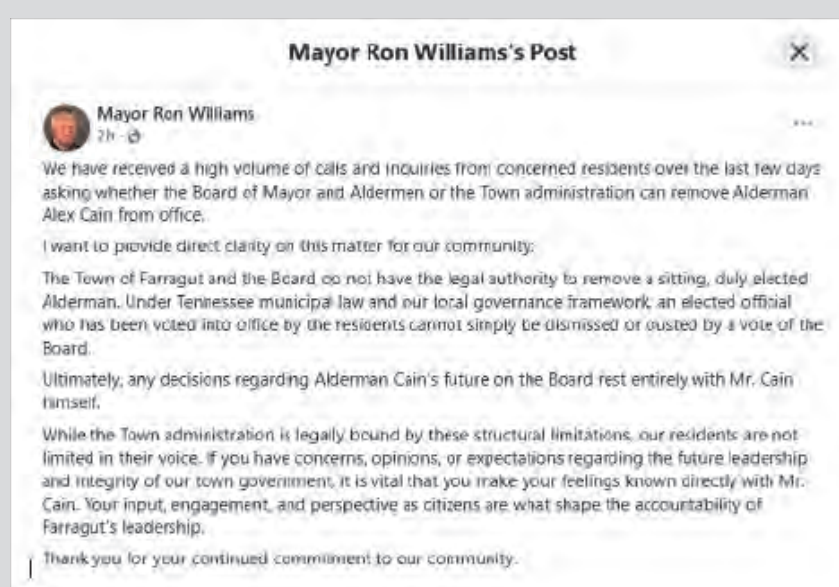 Mayor Ron Williams's Post
Mayor Ron Williams
2h
We have received a high volume of calls and inquiries from concerned residents over the last few days
asking whether the Board of Mayor and Aldermen or the Town administration can remove Alderman
Alex Cain from office.
I want to provide direct clarity on this matter for our community:
The Town of Farragut and the Board do not have the legal authority to remove a sitting, duly elected
Alderman. Under Tennessee municipal law and our local governance framework, an elected official
who has been voted into office by the residents cannot simply be dismissed or ousted by a vote of the
Board.
Ultimately, any decisions regarding Alderman Cain's future on the Board rest entirely with Mr. Cain
himself.
While the Town administration is legally bound by these structural limitations, our residents are not
limited in their voice. If you have concerns, opinions, or expectations regarding the future leadership
and integrity of our town government, it is vital that you make your feelings known directly with Mr.
Cain. Your input, engagement, and perspective as citizens are what shape the accountability of
Farragut's leadership.
Thank you for your continued commitment to our community.